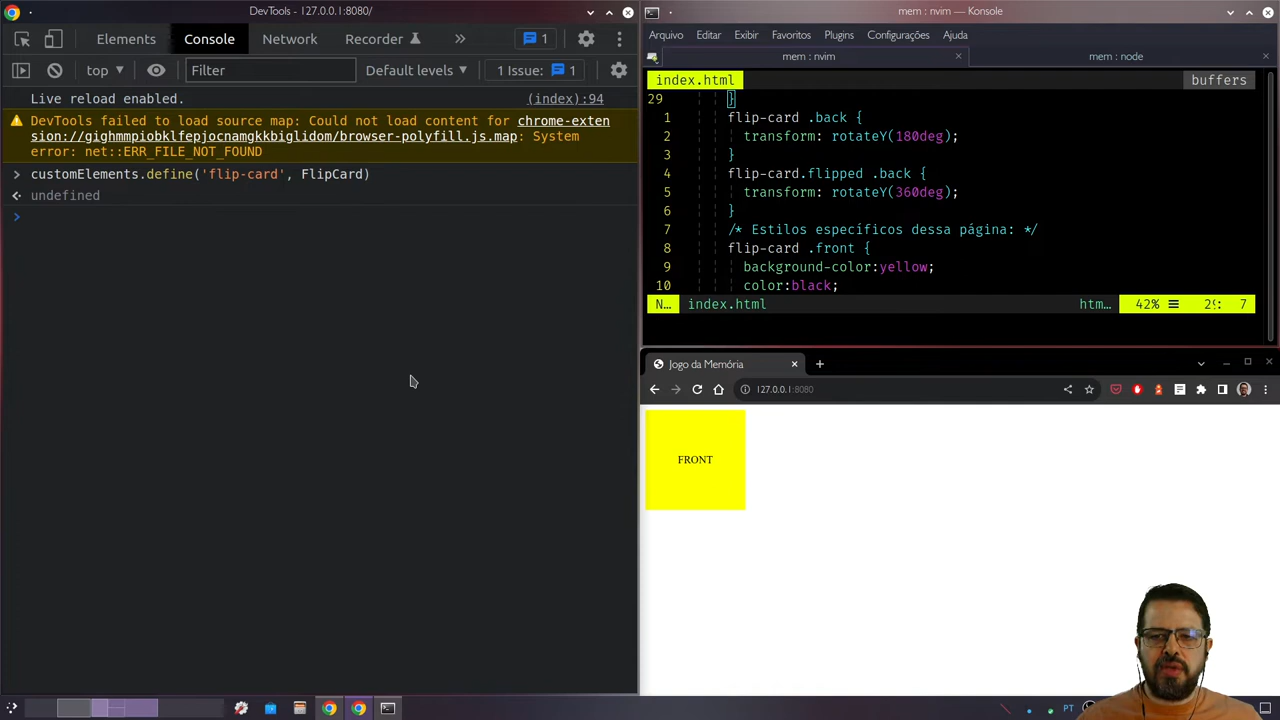 DevTools - 127.0.0.1:8080/
Elements Console Network Recorder 1
top Filter Default levels 1 Issue: 1
Live reload enabled. (index):94
DevTools failed to load source map: Could not load content for chrome-exten
sion://gighmmpiobklfepjocnamgkkbiglidom/browser-polyfill.js.map: System
error: net::ERR_FILE_NOT_FOUND
> customElements.define('flip-card', FlipCard)
undefined
>
mem : nvim — Konsole
Arquivo Editar Exibir Favoritos Plugins Configurações Ajuda
mem : nvim mem : node
index.html buffers
29 }
1 flip-card .back {
2 transform: rotateY(180deg);
3 }
4 flip-card.flipped .back {
5 transform: rotateY(360deg);
6 }
7 /* Estilos específicos dessa página: */
8 flip-card .front {
9 background-color:yellow;
10 color:black;
N… index.html htm… 42% 29: 7
Jogo da Memória
127.0.0.1:8080
FRONT
PT